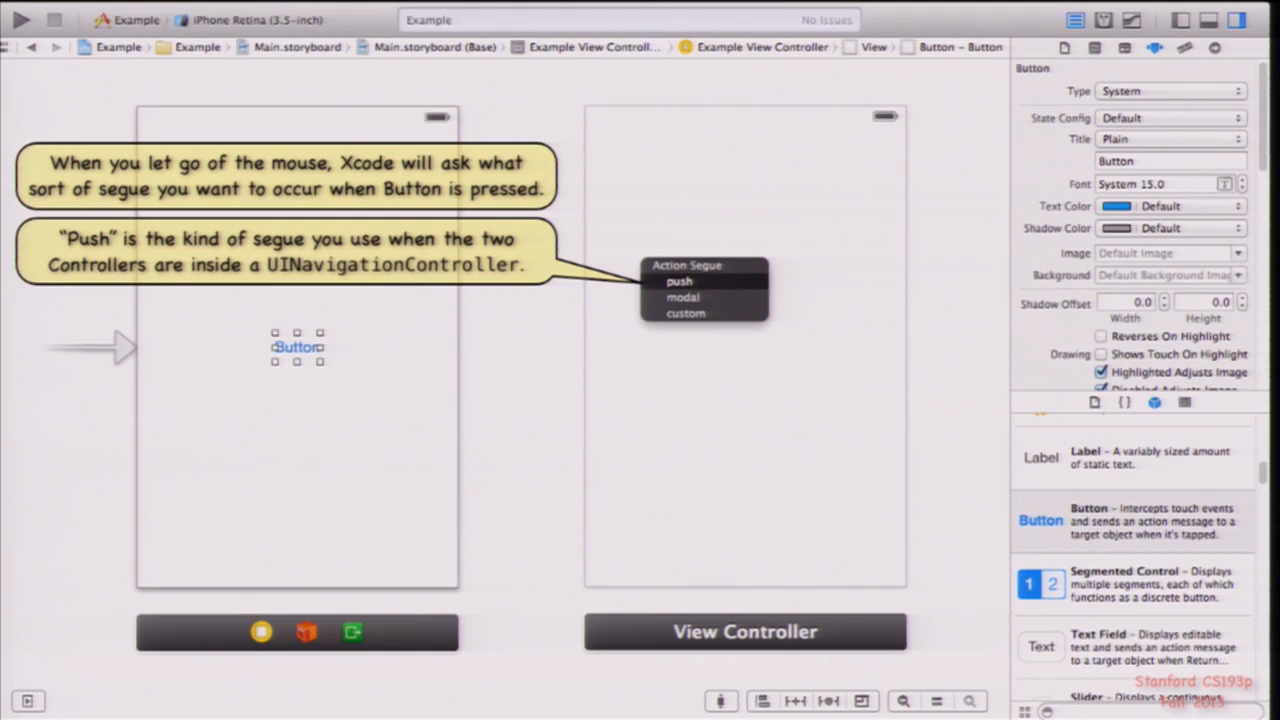 Example
iPhone Retina (3.5-inch)
Example
No Issues
Example
Example
Main.storyboard
Main.storyboard (Base)
Example View Controll...
Example View Controller
View
Button - Button
When you let go of the mouse, Xcode will ask what
sort of segue you want to occur when Button is pressed.
"Push" is the kind of segue you use when the two
Controllers are inside a UINavigationController.
Action Segue
push
modal
custom
Button
View Controller
Button
Type System
State Config Default
Title Plain
Button
Font System 15.0
Text Color Default
Shadow Color Default
Image Default Image
Background Default Background Imag
Shadow Offset 0.0 0.0
Width Height
Reverses On Highlight
Drawing Shows Touch On Highlight
Highlighted Adjusts Image
Disabled Adjusts Image
Label
Label - A variably sized amount
of static text.
Button
Button - Intercepts touch events
and sends an action message to a
target object when it's tapped.
1 2
Segmented Control - Displays
multiple segments, each of which
functions as a discrete button.
Text
Text Field - Displays editable
text and sends an action message
to a target object when Return...
Slider - Displays a continuous
Stanford CS193p
Fall 2013